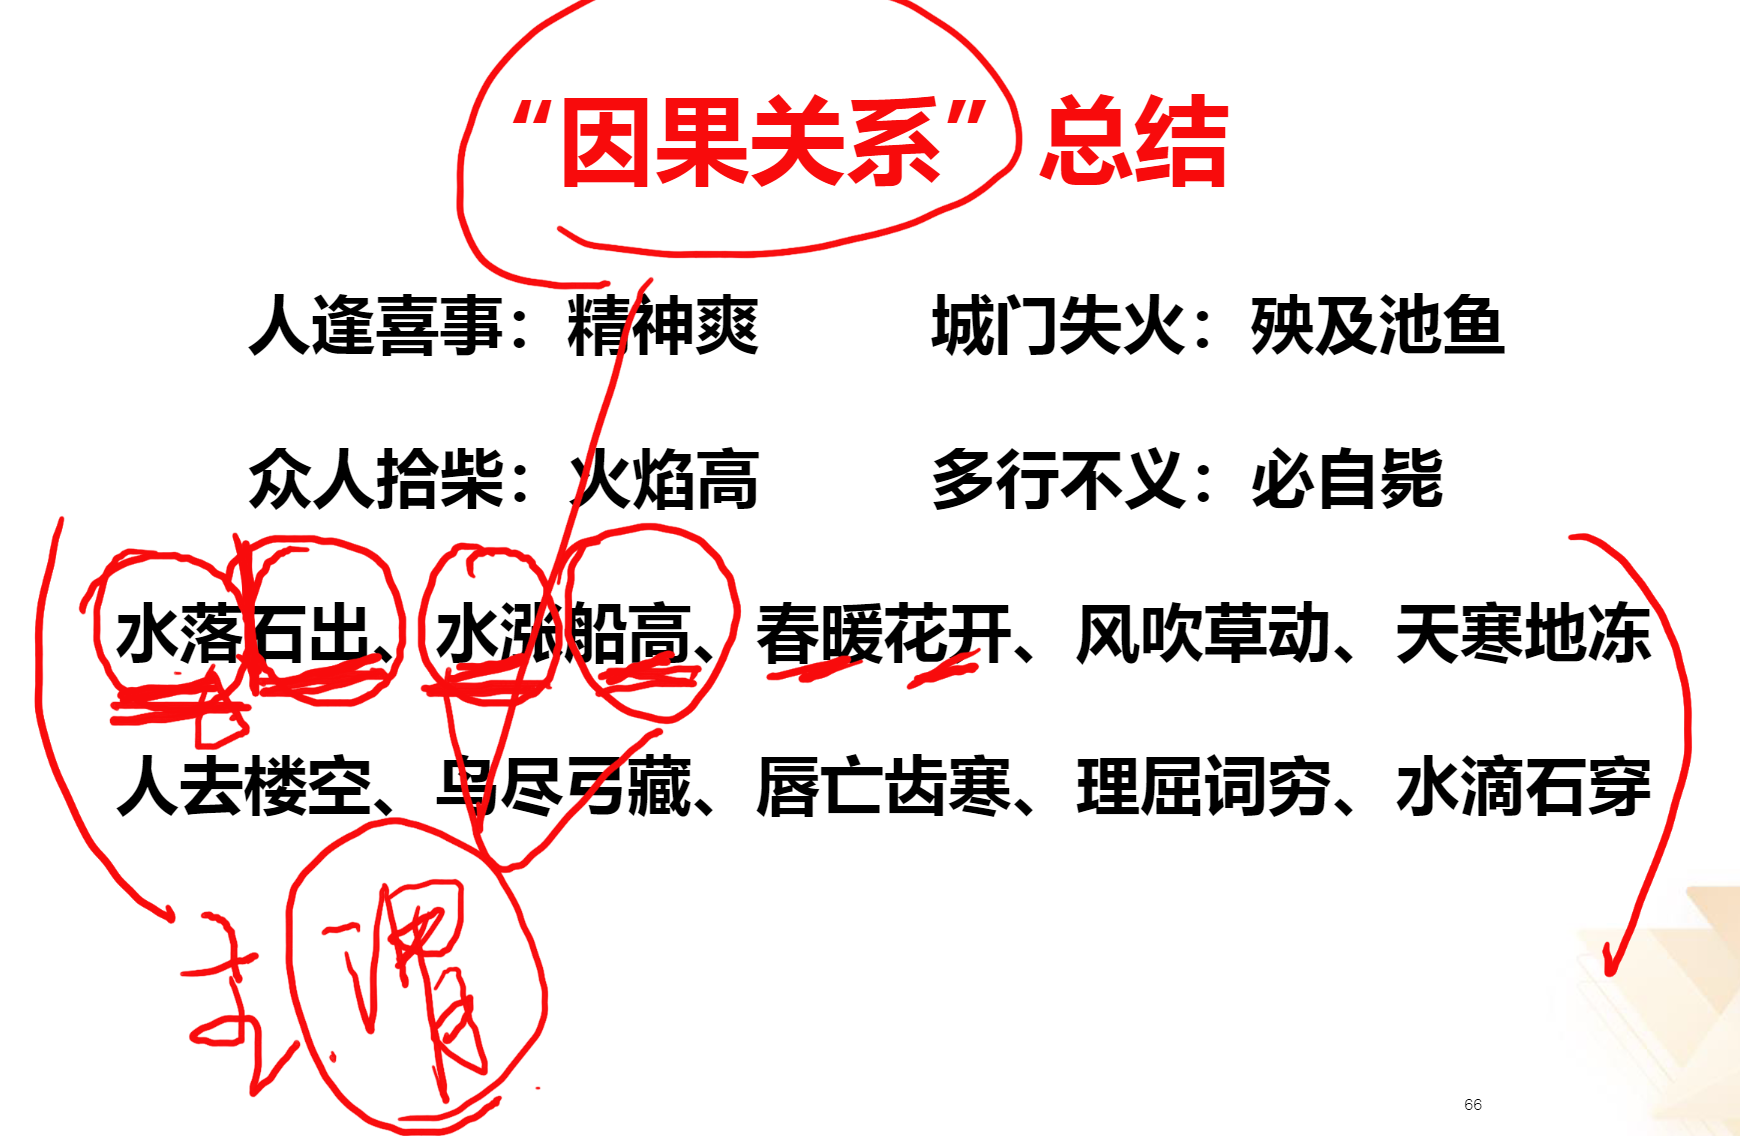 “因果关系”总结
人逢喜事：精神爽 城门失火：殃及池鱼
众人拾柴：火焰高 多行不义：必自毙
水落石出、水涨船高、春暖花开、风吹草动、天寒地冻
人去楼空、鸟尽弓藏、唇亡齿寒、理屈词穷、水滴石穿
66